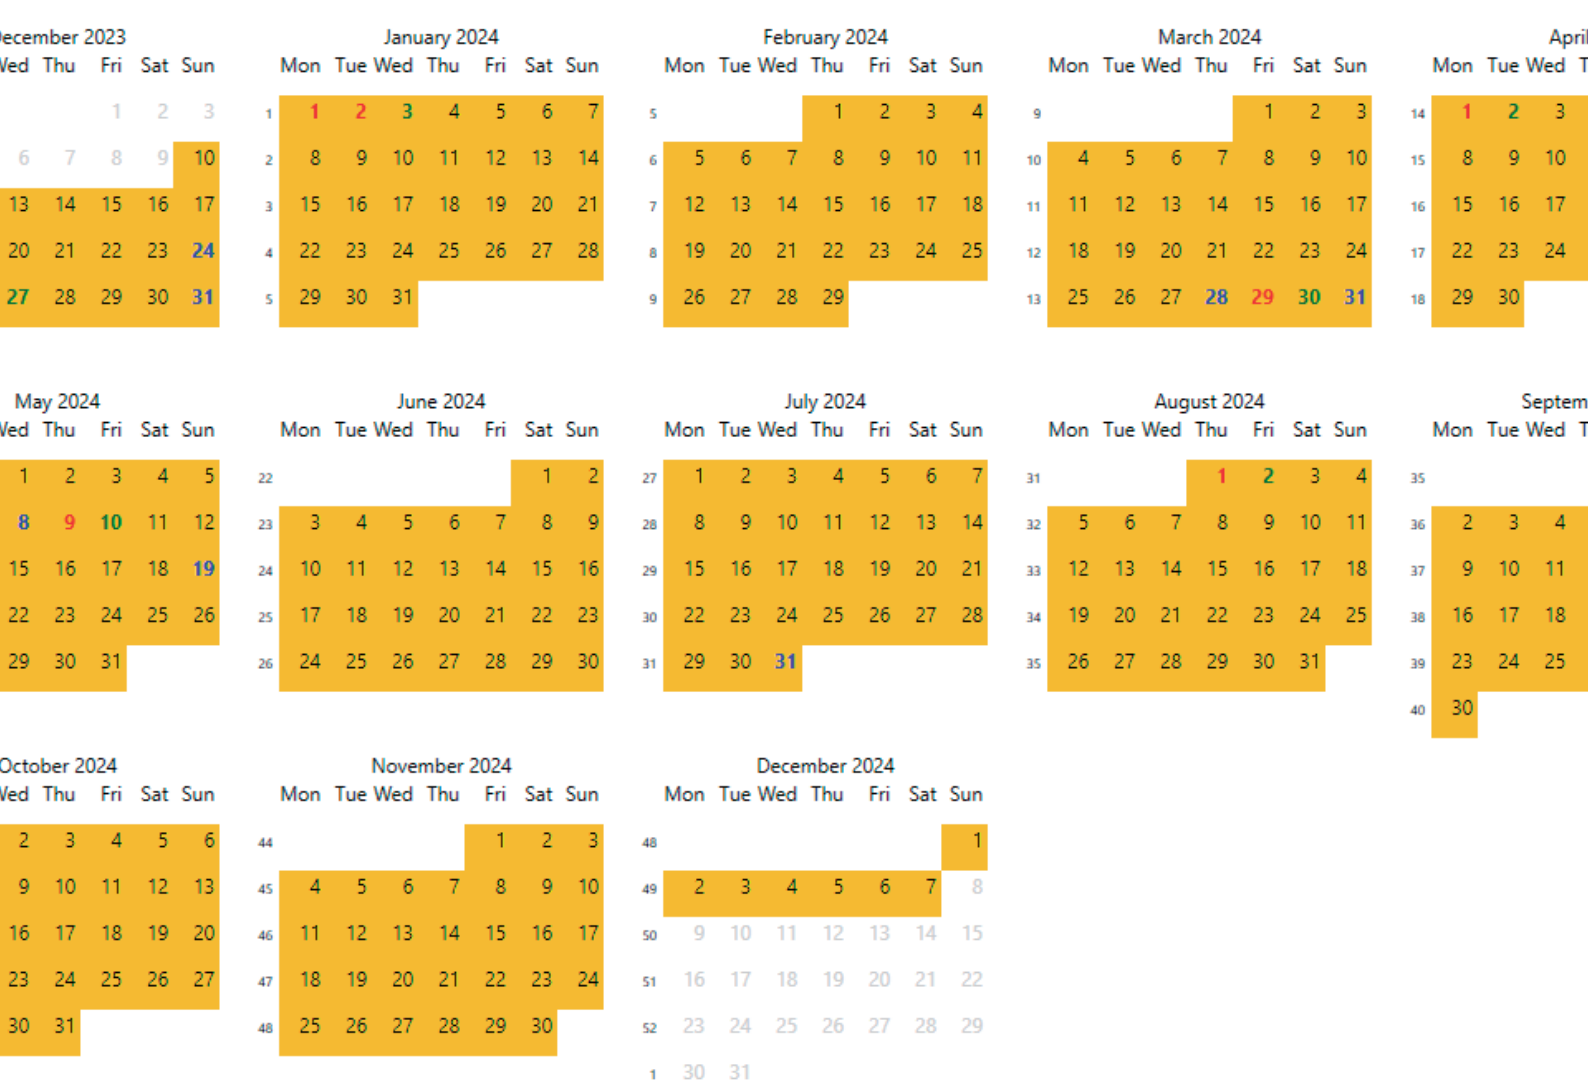 December 2023
Wed Thu Fri Sat Sun
1 2 3
6 7 8 9 10
13 14 15 16 17
20 21 22 23 24
27 28 29 30 31
January 2024
Mon Tue Wed Thu Fri Sat Sun
1 1 2 3 4 5 6 7
2 8 9 10 11 12 13 14
3 15 16 17 18 19 20 21
4 22 23 24 25 26 27 28
5 29 30 31
February 2024
Mon Tue Wed Thu Fri Sat Sun
5 1 2 3 4
6 5 6 7 8 9 10 11
7 12 13 14 15 16 17 18
8 19 20 21 22 23 24 25
9 26 27 28 29
March 2024
Mon Tue Wed Thu Fri Sat Sun
9 1 2 3
10 4 5 6 7 8 9 10
11 11 12 13 14 15 16 17
12 18 19 20 21 22 23 24
13 25 26 27 28 29 30 31
April
Mon Tue Wed T
14 1 2 3
15 8 9 10
16 15 16 17
17 22 23 24
18 29 30
May 2024
Wed Thu Fri Sat Sun
1 2 3 4 5
8 9 10 11 12
15 16 17 18 19
22 23 24 25 26
29 30 31
June 2024
Mon Tue Wed Thu Fri Sat Sun
22 1 2
23 3 4 5 6 7 8 9
24 10 11 12 13 14 15 16
25 17 18 19 20 21 22 23
26 24 25 26 27 28 29 30
July 2024
Mon Tue Wed Thu Fri Sat Sun
27 1 2 3 4 5 6 7
28 8 9 10 11 12 13 14
29 15 16 17 18 19 20 21
30 22 23 24 25 26 27 28
31 29 30 31
August 2024
Mon Tue Wed Thu Fri Sat Sun
31 1 2 3 4
32 5 6 7 8 9 10 11
33 12 13 14 15 16 17 18
34 19 20 21 22 23 24 25
35 26 27 28 29 30 31
Septem
Mon Tue Wed T
35
36 2 3 4
37 9 10 11
38 16 17 18
39 23 24 25
40 30
October 2024
Wed Thu Fri Sat Sun
2 3 4 5 6
9 10 11 12 13
16 17 18 19 20
23 24 25 26 27
30 31
November 2024
Mon Tue Wed Thu Fri Sat Sun
44 1 2 3
45 4 5 6 7 8 9 10
46 11 12 13 14 15 16 17
47 18 19 20 21 22 23 24
48 25 26 27 28 29 30
December 2024
Mon Tue Wed Thu Fri Sat Sun
48 1
49 2 3 4 5 6 7 8
50 9 10 11 12 13 14 15
51 16 17 18 19 20 21 22
52 23 24 25 26 27 28 29
1 30 31